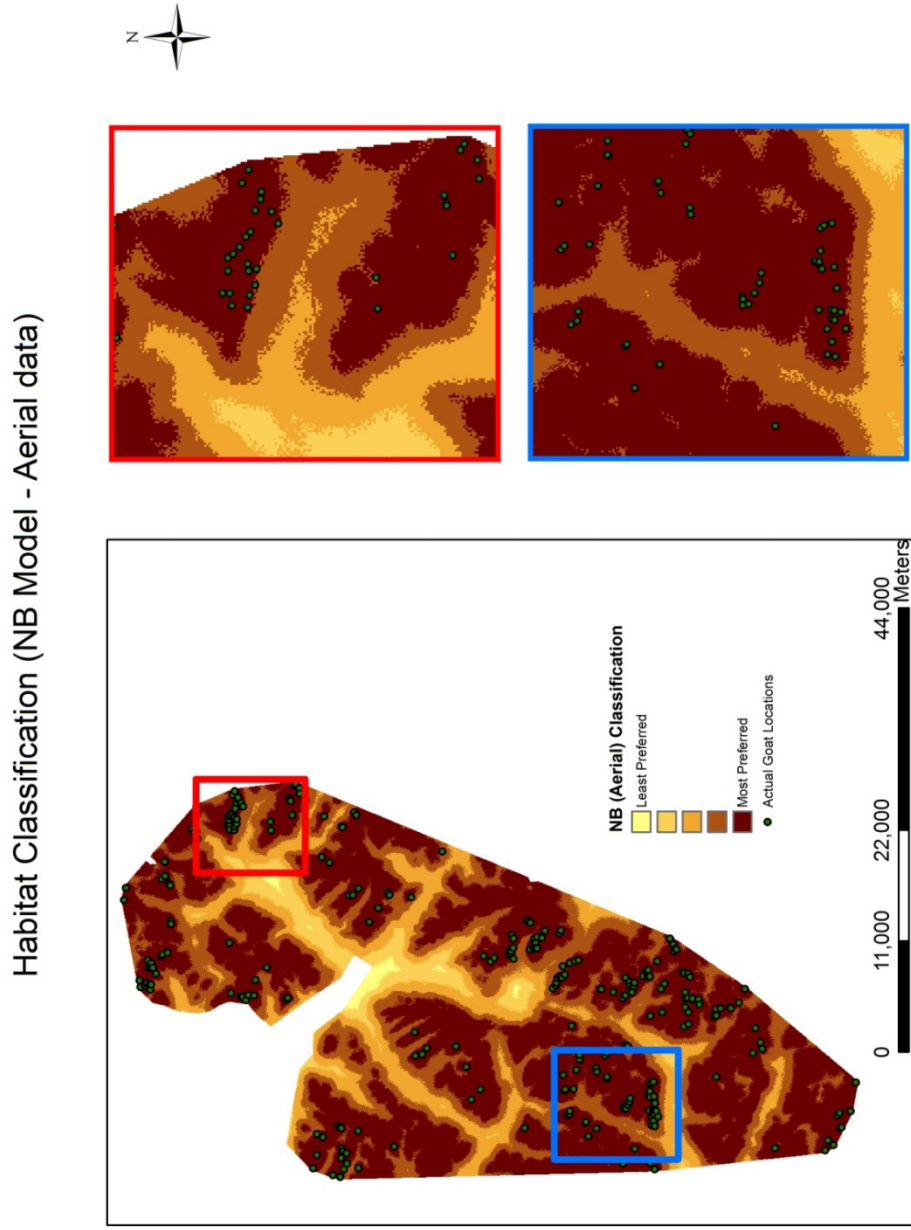 Habitat Classification (NB Model - Aerial data)
N
NB (Aerial) Classification
Least Preferred
Most Preferred
Actual Goat Locations
0 11,000 22,000 44,000
Meters